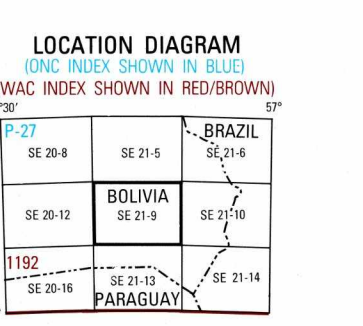 LOCATION DIAGRAM
(ONC INDEX SHOWN IN BLUE)
WAC INDEX SHOWN IN RED/BROWN)
°30' 57°
P-27 BRAZIL
SE 20-8 SE 21-5 SE 21-6
BOLIVIA
SE 20-12 SE 21-9 SE 21-10
1192
SE 20-16 SE 21-13 SE 21-14
PARAGUAY